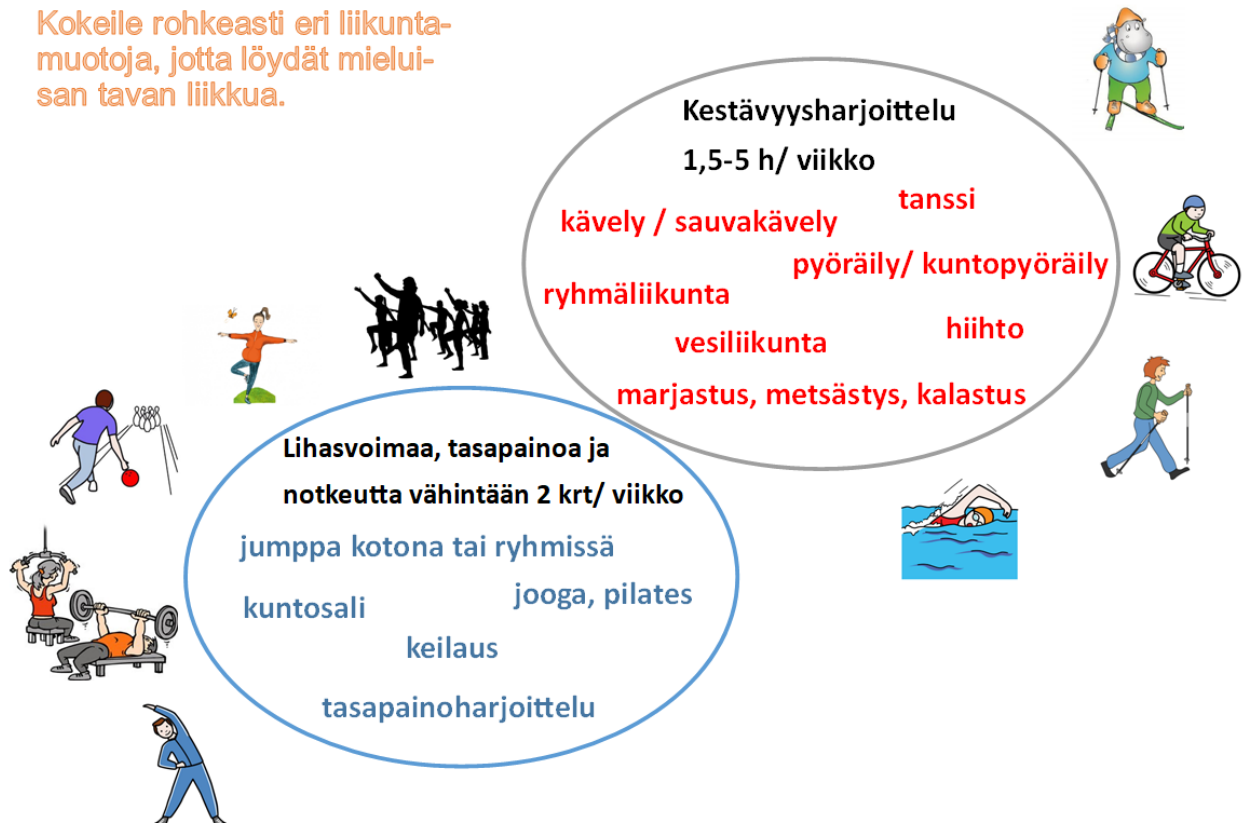 Kokeile rohkeasti eri liikunta-
muotoja, jotta löydät mielui-
san tavan liikkua.
Kestävyysharjoittelu
1,5-5 h/ viikko
tanssi
kävely / sauvakävely
pyöräily/ kuntopyöräily
ryhmäliikunta
hiihto
vesiliikunta
marjastus, metsästys, kalastus
Lihasvoimaa, tasapainoa ja
notkeutta vähintään 2 krt/ viikko
jumppa kotona tai ryhmissä
jooga, pilates
kuntosali
keilaus
tasapainoharjoittelu